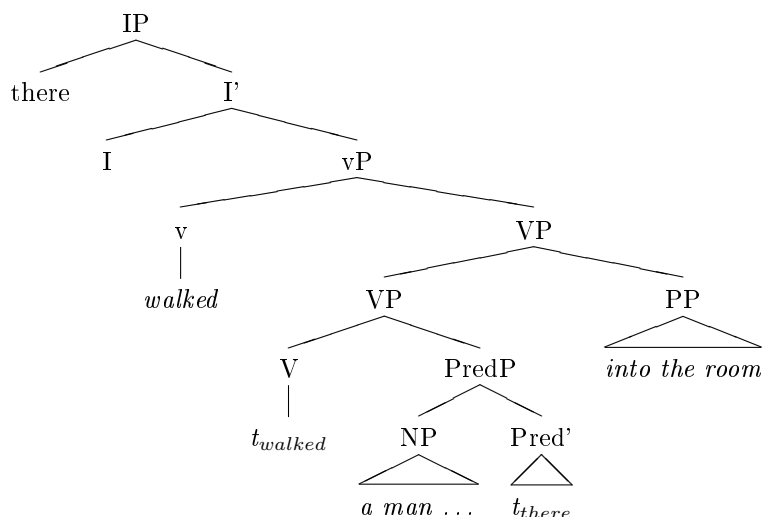 IP
there I'
I vP
v VP
walked VP PP
V PredP into the room
t_walked NP Pred'
a man ... t_there